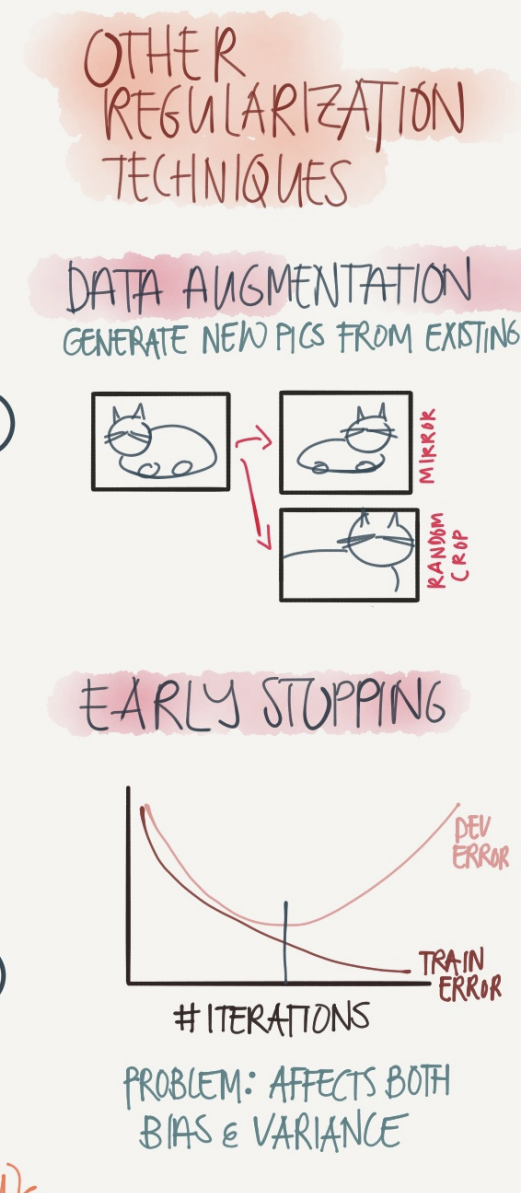 OTHER
REGULARIZATION
TECHNIQUES
DATA AUGMENTATION
GENERATE NEW PICS FROM EXISTING
MIRROR
RANDOM
CROP
EARLY STOPPING
DEV
ERROR
TRAIN
ERROR
# ITERATIONS
PROBLEM: AFFECTS BOTH
BIAS & VARIANCE